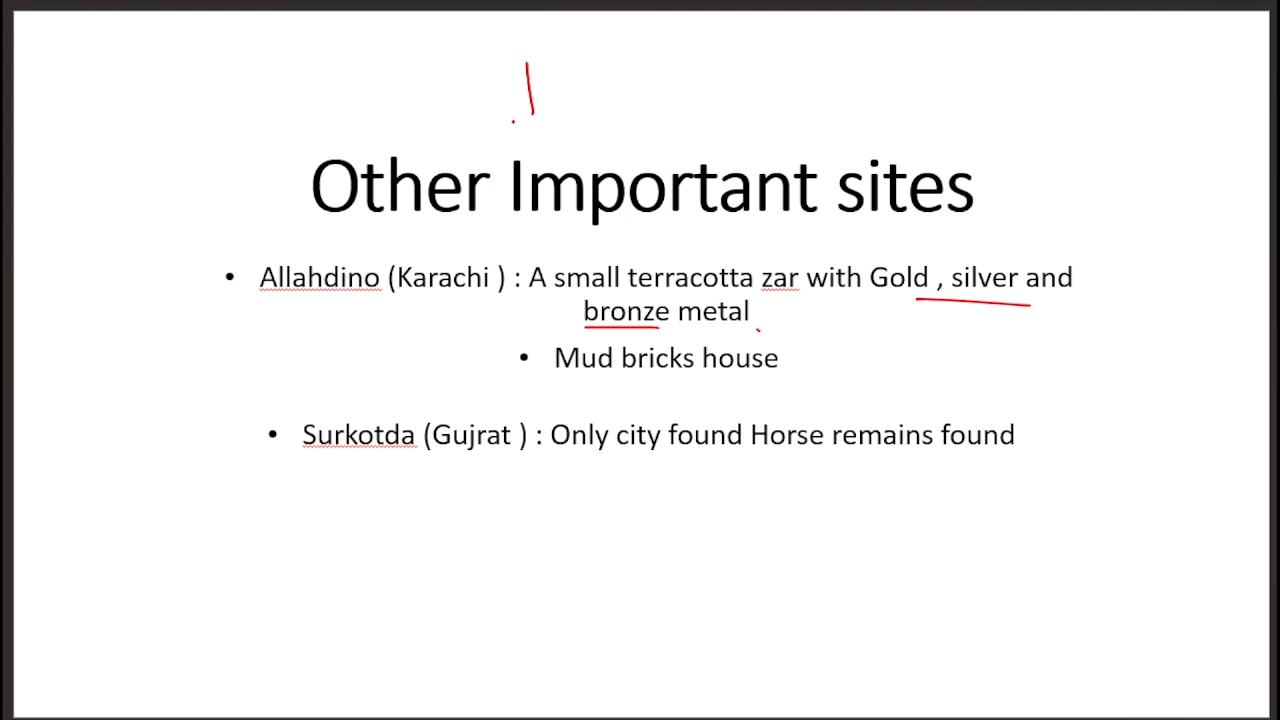 Other Important sites
• Allahdino (Karachi ) : A small terracotta zar with Gold , silver and
bronze metal
• Mud bricks house
• Surkotda (Gujrat ) : Only city found Horse remains found